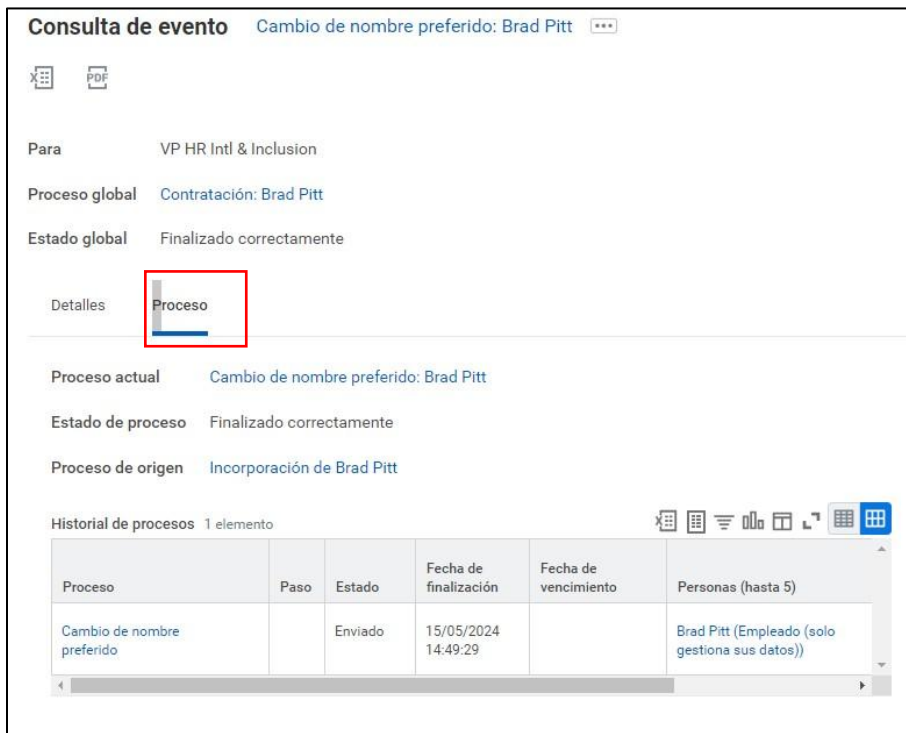 Consulta de evento Cambio de nombre preferido: Brad Pitt
PDF
Para VP HR Intl & Inclusion
Proceso global Contratación: Brad Pitt
Estado global Finalizado correctamente
Detalles Proceso
Proceso actual Cambio de nombre preferido: Brad Pitt
Estado de proceso Finalizado correctamente
Proceso de origen Incorporación de Brad Pitt
Historial de procesos 1 elemento
Proceso Paso Estado Fecha de finalización Fecha de vencimiento Personas (hasta 5)
Cambio de nombre preferido Enviado 15/05/2024 14:49:29 Brad Pitt (Empleado (solo gestiona sus datos))